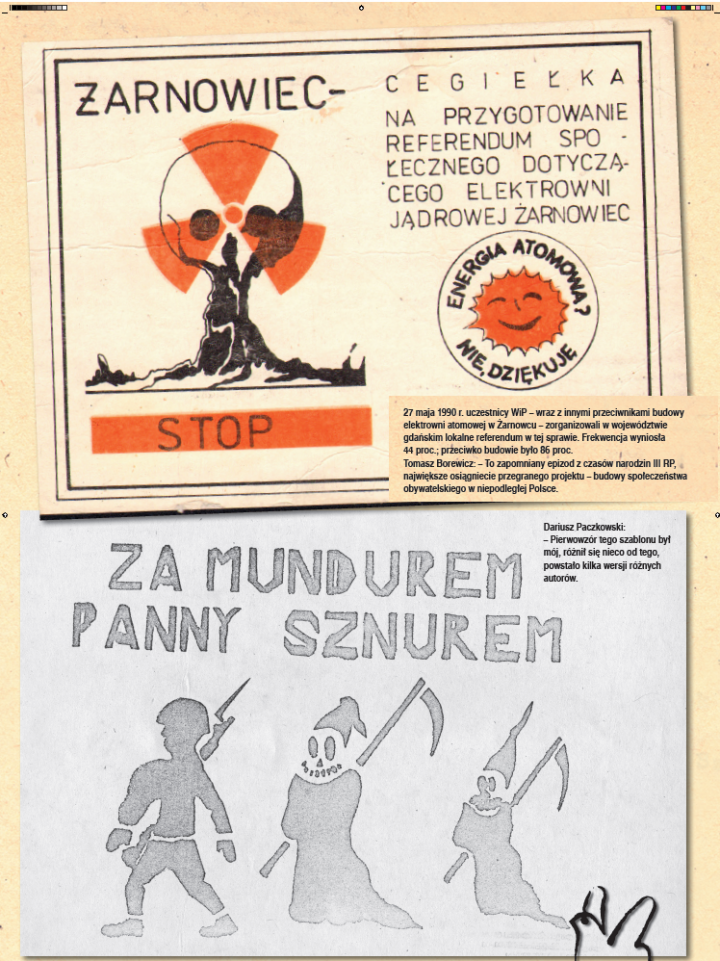 ŻARNOWIEC-
STOP
CEGIEŁKA
NA PRZYGOTOWANIE
REFERENDUM SPO-
ŁECZNEGO DOTYCZĄ-
CEGO ELEKTROWNI
JĄDROWEJ ŻARNOWIEC
ENERGIA ATOMOWA?
NIE, DZIĘKUJĘ
27 maja 1990 r. uczestnicy WiP – wraz z innymi przeciwnikami budowy
elektrowni atomowej w Żarnowcu – zorganizowali w województwie
gdańskim lokalne referendum w tej sprawie. Frekwencja wyniosła
44 proc.; przeciwko budowie było 86 proc.
Tomasz Borewicz: – To zapomniany epizod z czasów narodzin III RP,
największe osiągniecie przegranego projektu – budowy społeczeństwa
obywatelskiego w niepodległej Polsce.
Dariusz Paczkowski:
– Pierwowzór tego szablonu był
mój, różnił się nieco od tego,
powstało kilka wersji różnych
autorów.
ZA MUNDUREM
PANNY SZNUREM